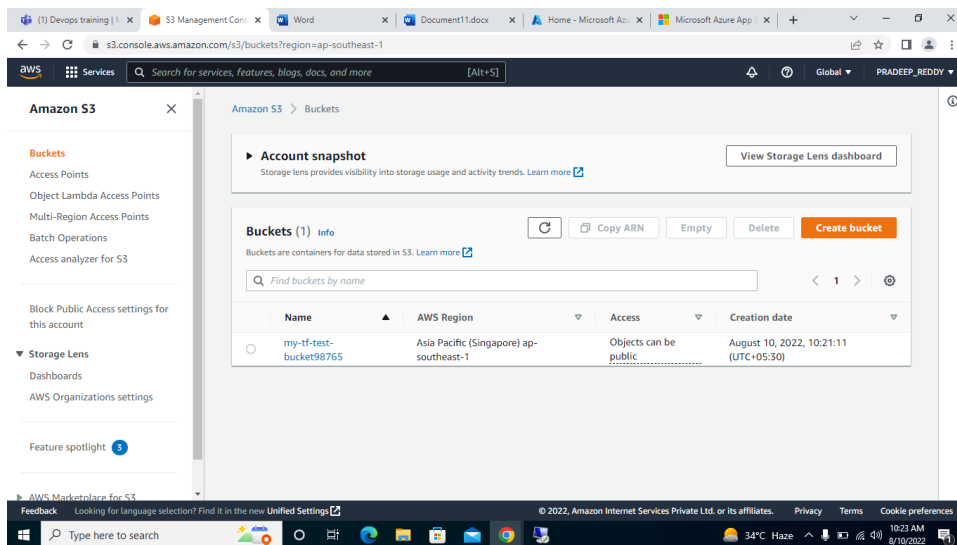 (1) Devops training | M
S3 Management Cons
Word
Document11.docx
Home - Microsoft Azu
Microsoft Azure App S
s3.console.aws.amazon.com/s3/buckets?region=ap-southeast-1
aws
Services
Search for services, features, blogs, docs, and more
[Alt+S]
Global
PRADEEP_REDDY
Amazon S3
Buckets
Access Points
Object Lambda Access Points
Multi-Region Access Points
Batch Operations
Access analyzer for S3
Block Public Access settings for
this account
Storage Lens
Dashboards
AWS Organizations settings
Feature spotlight 3
AWS Marketplace for S3
Amazon S3 > Buckets
Account snapshot
Storage lens provides visibility into storage usage and activity trends. Learn more
View Storage Lens dashboard
Buckets (1) Info
Copy ARN
Empty
Delete
Create bucket
Buckets are containers for data stored in S3. Learn more
Find buckets by name
1
Name
AWS Region
Access
Creation date
my-tf-test-
bucket98765
Asia Pacific (Singapore) ap-
southeast-1
Objects can be
public
August 10, 2022, 10:21:11
(UTC+05:30)
Feedback
Looking for language selection? Find it in the new Unified Settings
© 2022, Amazon Internet Services Private Ltd. or its affiliates.
Privacy
Terms
Cookie preferences
Type here to search
34°C Haze
10:23 AM
8/10/2022
1